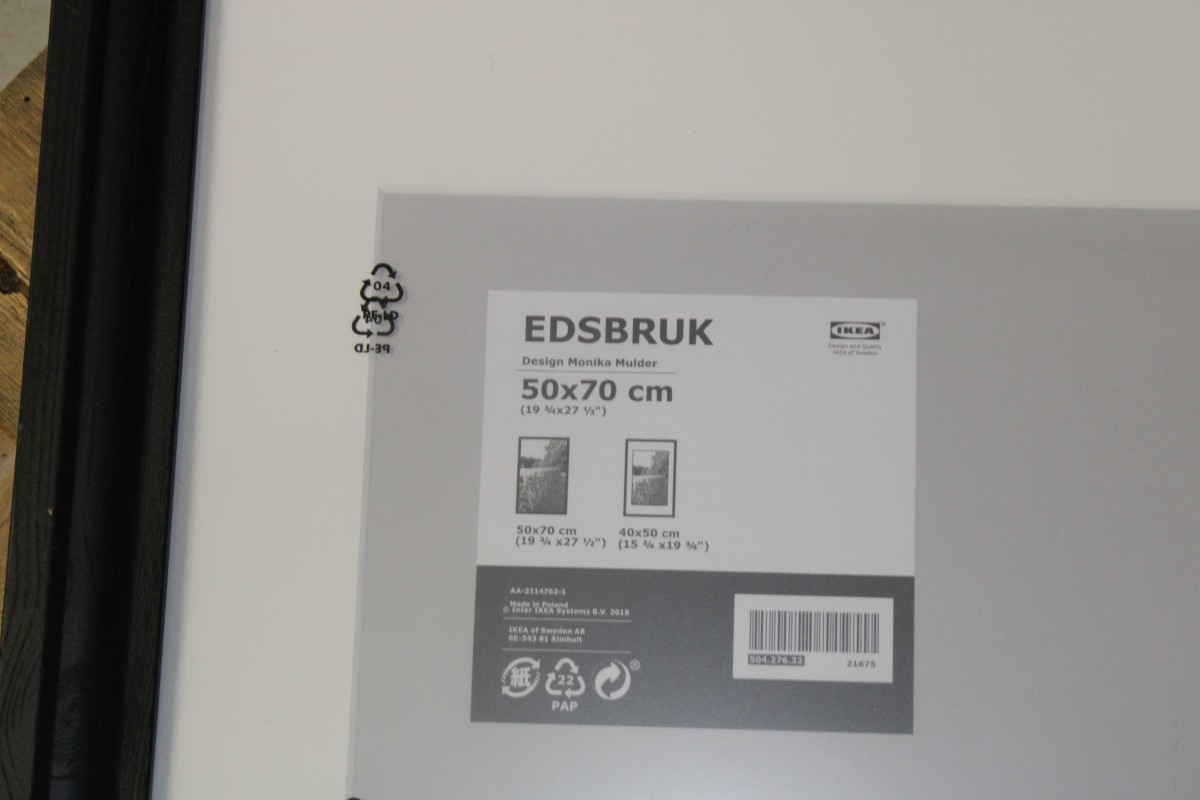 04
PE-LD
04
PE-LD
EDSBRUK
Design Monika Mulder
50x70 cm
(19 ¾x27 ½")
IKEA®
Design and Quality
IKEA of Sweden
50x70 cm
(19 ¾ x27 ½")
40x50 cm
(15 ¾ x19 ¾")
AA-2114762-1
Made in Poland
© Inter IKEA Systems B.V. 2018
IKEA of Sweden AB
SE-343 81 Älmhult
紙
22
PAP
®
504.276.32
21675